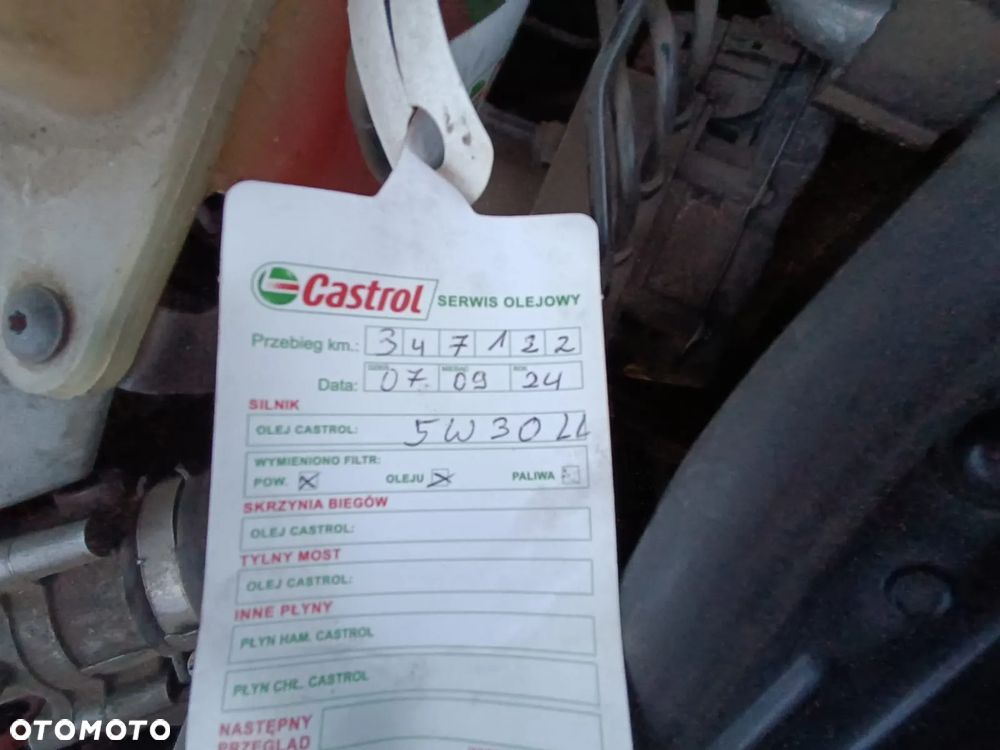 Castrol SERWIS OLEJOWY
Przebieg km.: 347122
Data: 07. 09 24
SILNIK
OLEJ CASTROL: 5W30LL
WYMIENIONO FILTR:
POW. OLEJU PALIWA
SKRZYNIA BIEGÓW
OLEJ CASTROL:
TYLNY MOST
OLEJ CASTROL:
INNE PŁYNY
PŁYN HAM. CASTROL
PŁYN CHŁ. CASTROL
NASTĘPNY
PRZEGLĄD
OTOMOTO